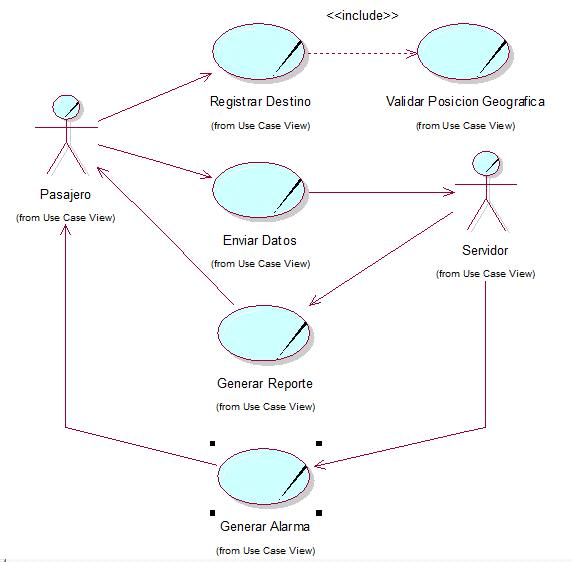 <<include>>
Registrar Destino
(from Use Case View)
Validar Posicion Geografica
(from Use Case View)
Pasajero
(from Use Case View)
Enviar Datos
(from Use Case View)
Servidor
(from Use Case View)
Generar Reporte
(from Use Case View)
Generar Alarma
(from Use Case View)